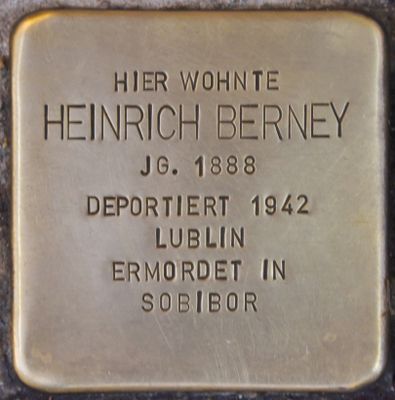 HIER WOHNTE
HEINRICH BERNEY
JG. 1888
DEPORTIERT 1942
LUBLIN
ERMORDET IN
SOBIBOR